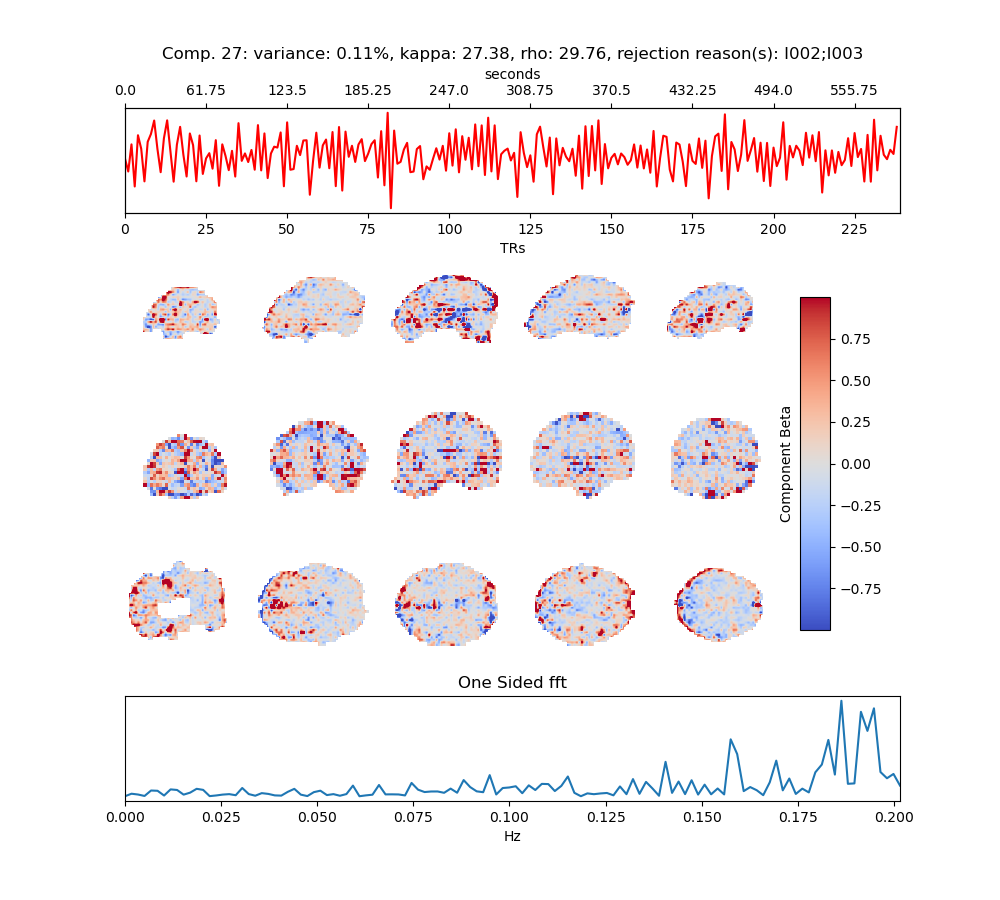 Comp. 27: variance: 0.11%, kappa: 27.38, rho: 29.76, rejection reason(s): I002;I003
seconds
0.0 61.75 123.5 185.25 247.0 308.75 370.5 432.25 494.0 555.75
0 25 50 75 100 125 150 175 200 225
TRs
0.75
0.50
0.25
0.00
−0.25
−0.50
−0.75
Component Beta
One Sided fft
0.000 0.025 0.050 0.075 0.100 0.125 0.150 0.175 0.200
Hz